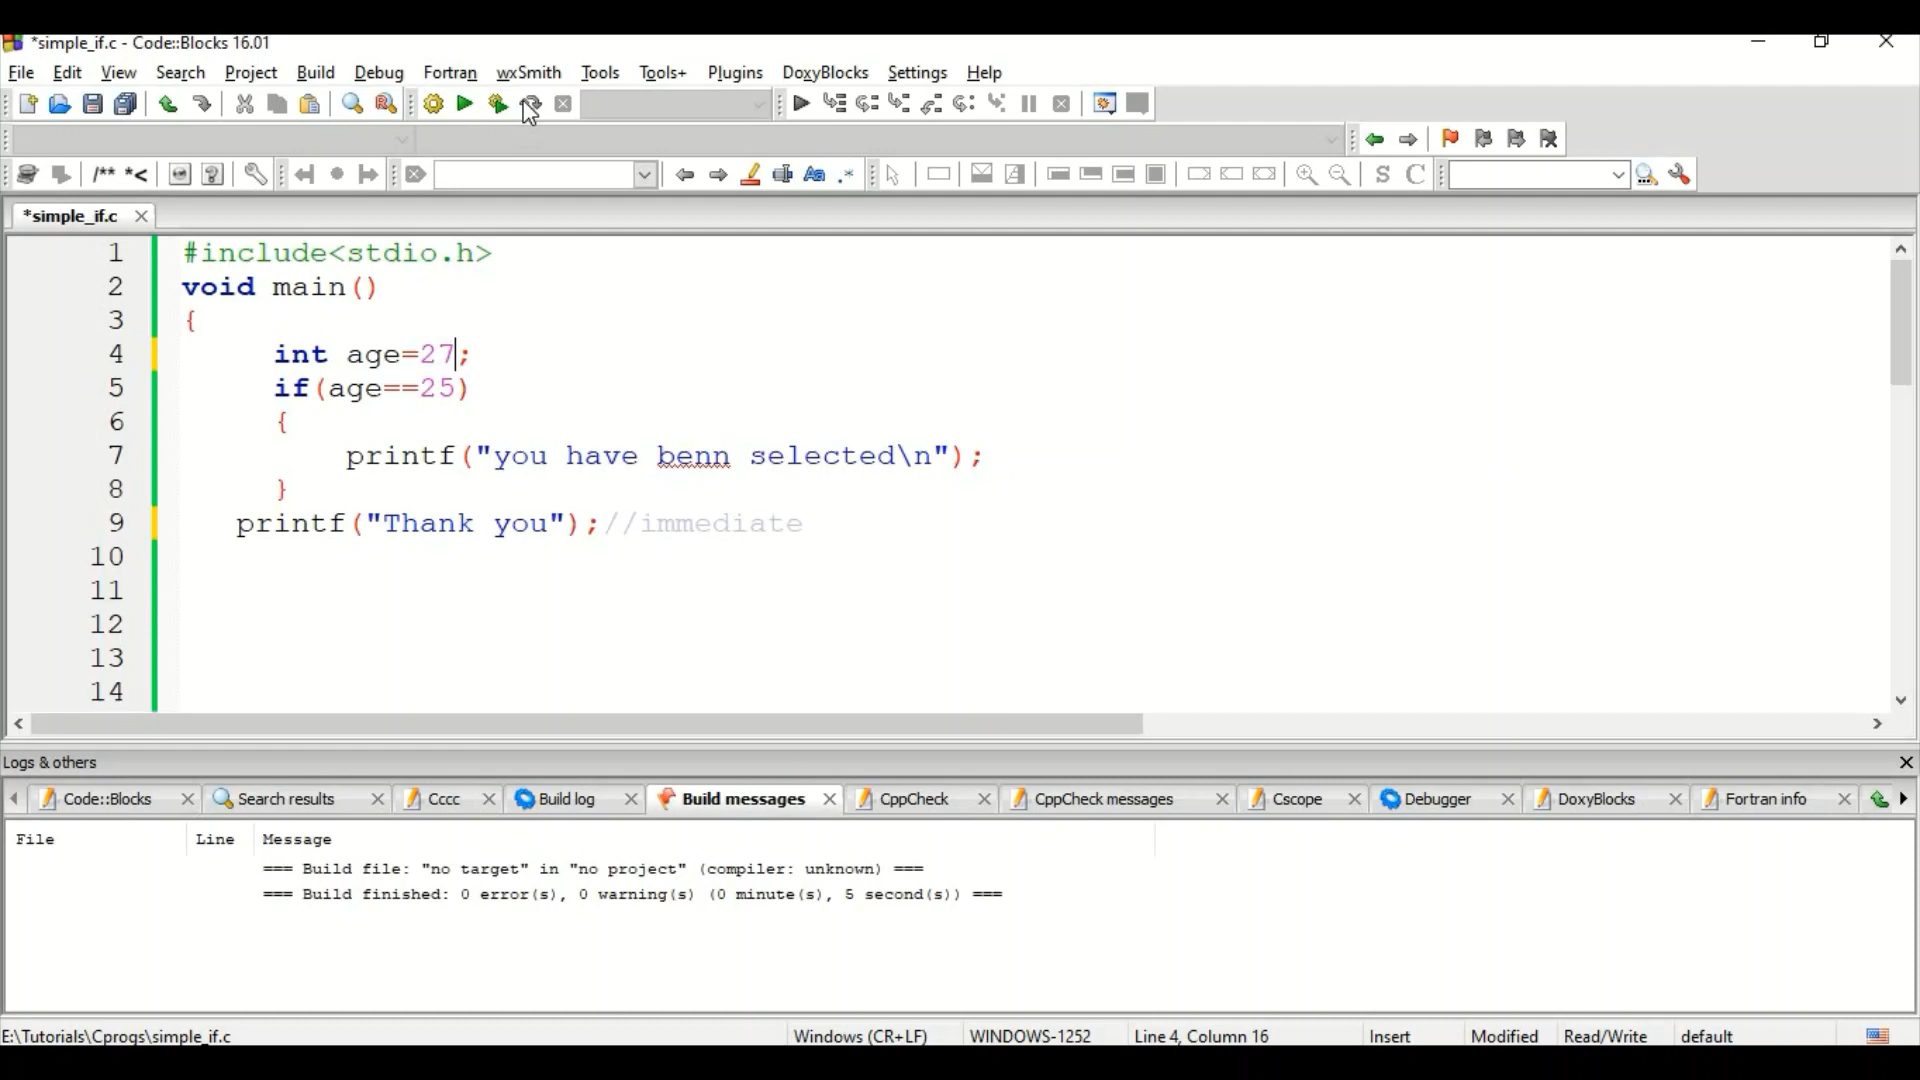 *simple_if.c - Code::Blocks 16.01
File Edit View Search Project Build Debug Fortran wxSmith Tools Tools+ Plugins DoxyBlocks Settings Help
/** *<
Aa .*
S C
*simple_if.c
1 #include<stdio.h>
2 void main()
3 {
4 int age=27;
5 if(age==25)
6 {
7 printf("you have benn selected\n");
8 }
9 printf("Thank you");//immediate
10
11
12
13
14
Logs & others
Code::Blocks Search results Cccc Build log Build messages CppCheck CppCheck messages Cscope Debugger DoxyBlocks Fortran info
File Line Message
=== Build file: "no target" in "no project" (compiler: unknown) ===
=== Build finished: 0 error(s), 0 warning(s) (0 minute(s), 5 second(s)) ===
E:\Tutorials\Cprogs\simple_if.c Windows (CR+LF) WINDOWS-1252 Line 4, Column 16 Insert Modified Read/Write default